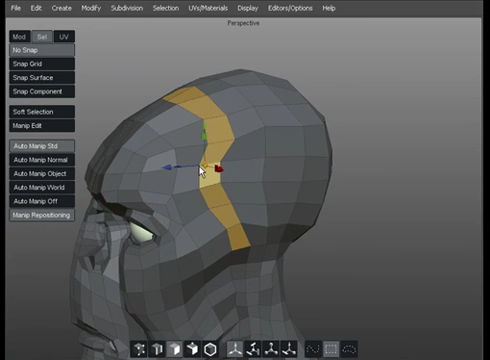 File Edit Create Modify Subdivision Selection UVs/Materials Display Editors/Options Help
Perspective
Mod Sel UV
No Snap
Snap Grid
Snap Surface
Snap Component
Soft Selection
Manip Edit
Auto Manip Std
Auto Manip Normal
Auto Manip Object
Auto Manip World
Auto Manip Off
Manip Repositioning